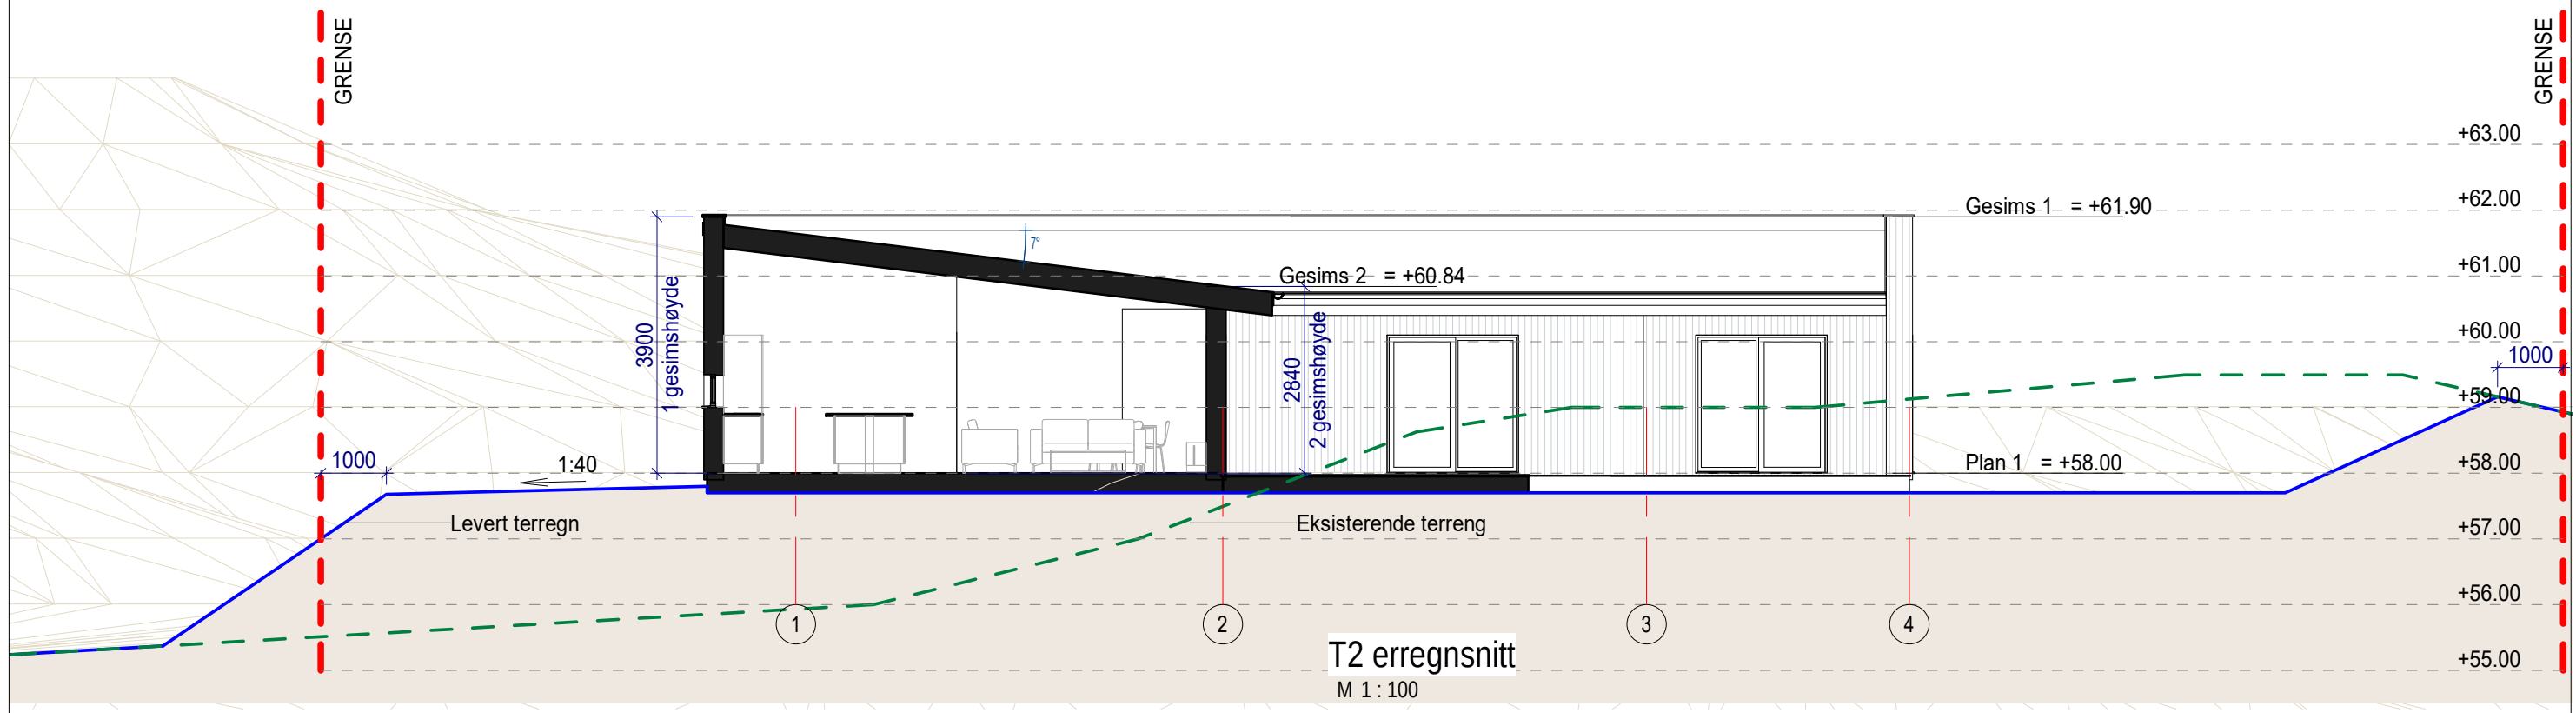 GRENSE
GRENSE
+63.00
Gesims 1 = +61.90
+62.00
7°
Gesims 2 = +60.84
+61.00
3900
1 gesimshøyde
2840
2 gesimshøyde
+60.00
1000
+59.00
1000
1:40
Plan 1 = +58.00
+58.00
Levert terregn
Eksisterende terreng
+57.00
+56.00
1
2
3
4
T2 erregnsnitt
+55.00
M 1 : 100